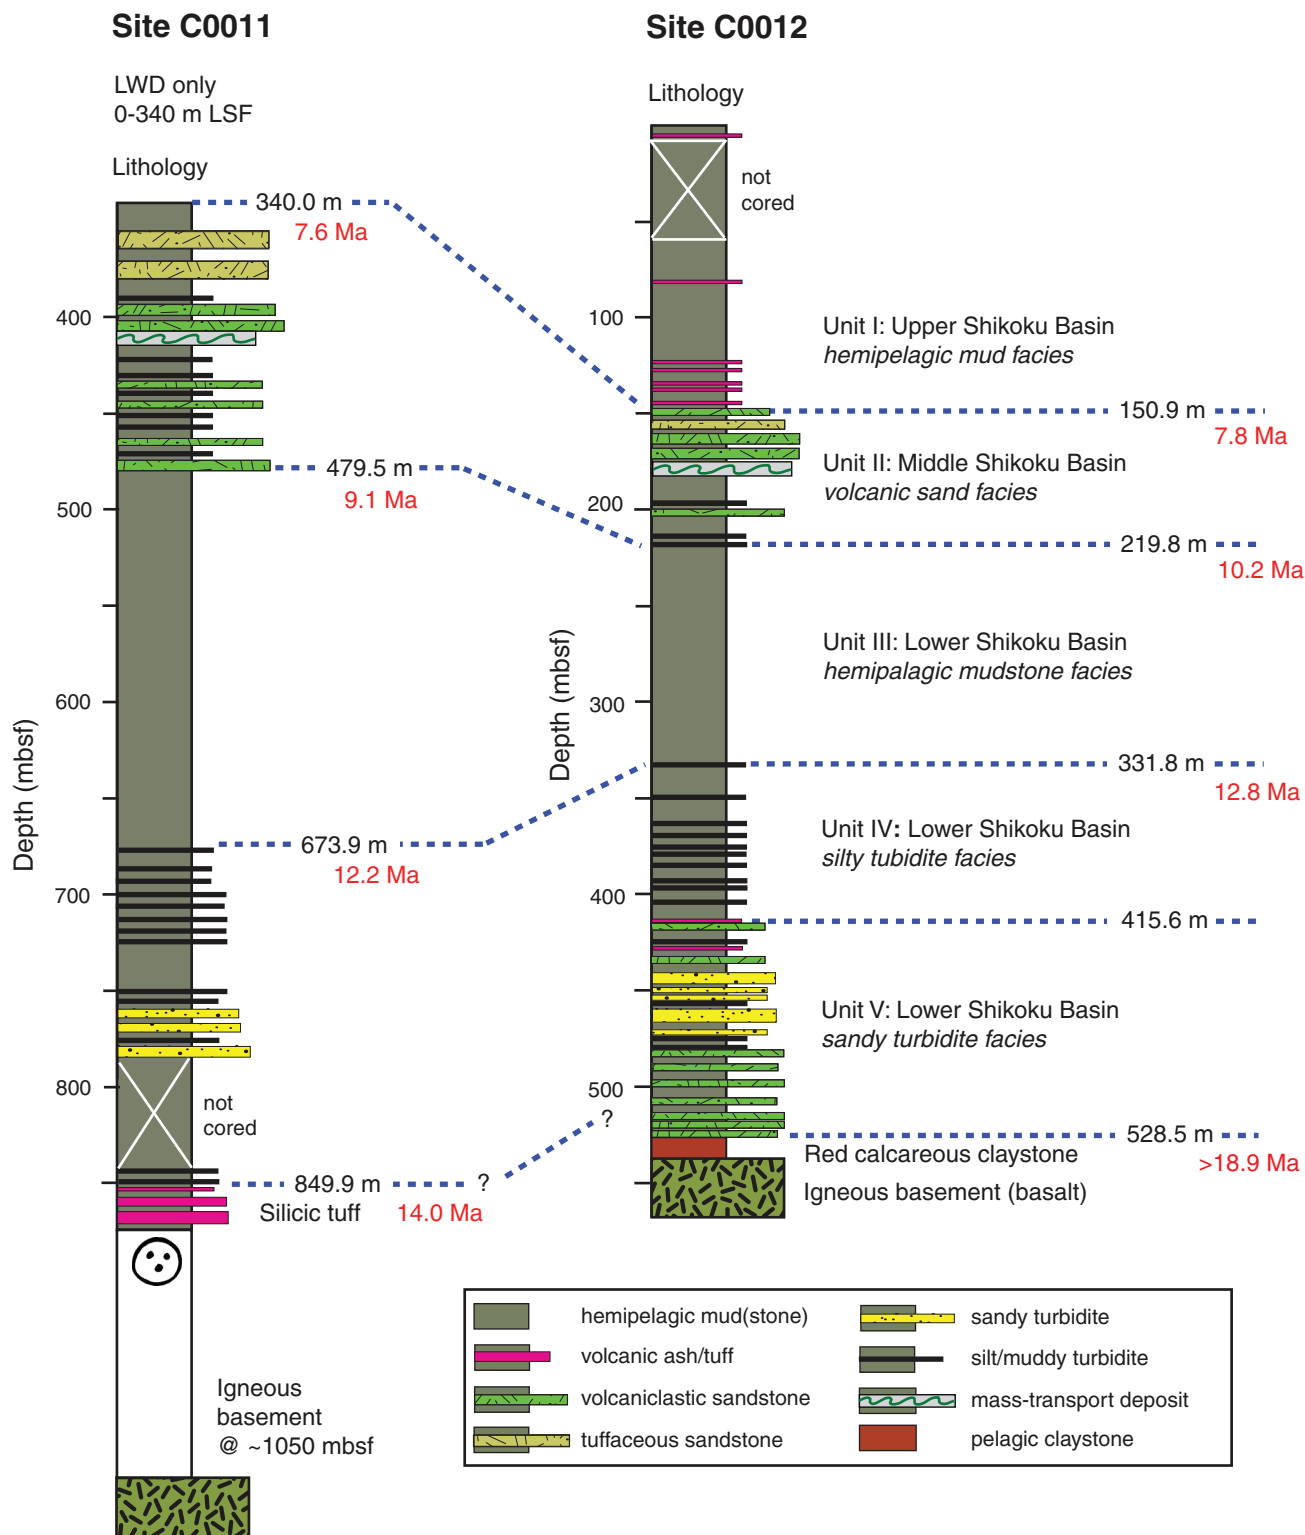 Site C0011
LWD only
0-340 m LSF
Lithology
340.0 m
7.6 Ma
400
479.5 m
9.1 Ma
500
600
Depth (mbsf)
673.9 m
12.2 Ma
700
800
not
cored
849.9 m
?
?
Silicic tuff
14.0 Ma
Igneous
basement
@ ~1050 mbsf
Site C0012
Lithology
not
cored
100
Unit I: Upper Shikoku Basin
hemipelagic mud facies
150.9 m
7.8 Ma
Unit II: Middle Shikoku Basin
volcanic sand facies
200
219.8 m
10.2 Ma
Unit III: Lower Shikoku Basin
hemipalagic mudstone facies
Depth (mbsf)
300
331.8 m
12.8 Ma
Unit IV: Lower Shikoku Basin
silty tubidite facies
400
415.6 m
Unit V: Lower Shikoku Basin
sandy turbidite facies
500
528.5 m
>18.9 Ma
Red calcareous claystone
Igneous basement (basalt)
hemipelagic mud(stone)
volcanic ash/tuff
volcaniclastic sandstone
tuffaceous sandstone
sandy turbidite
silt/muddy turbidite
mass-transport deposit
pelagic claystone